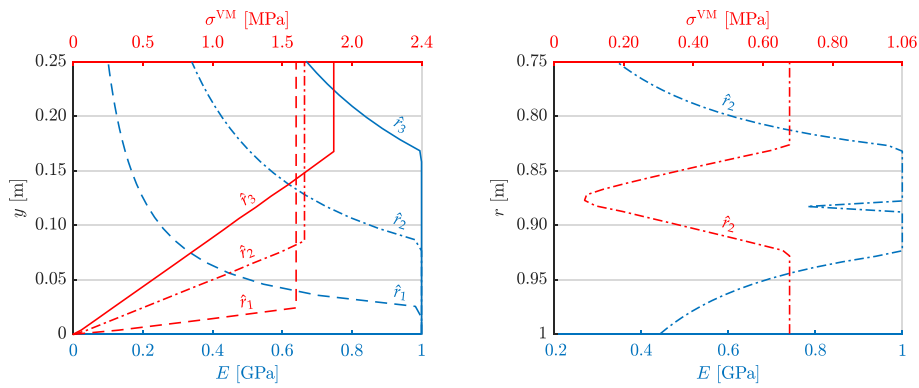 σ^VM [MPa]
0 0.5 1.0 1.5 2.0 2.4
0.25
0.20
0.15
0.10
0.05
0
y [m]
r̂₃
r̂₃
r̂₂
r̂₂
r̂₁
r̂₁
0 0.2 0.4 0.6 0.8 1
E [GPa]
σ^VM [MPa]
0 0.20 0.40 0.60 0.80 1.06
0.75
0.80
0.85
0.90
0.95
1
r [m]
r̂₂
r̂₂
0.2 0.4 0.6 0.8 1
E [GPa]